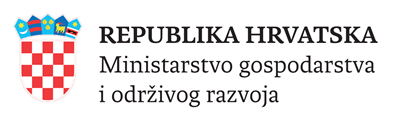 REPUBLIKA HRVATSKA
Ministarstvo gospodarstva
i održivog razvoja